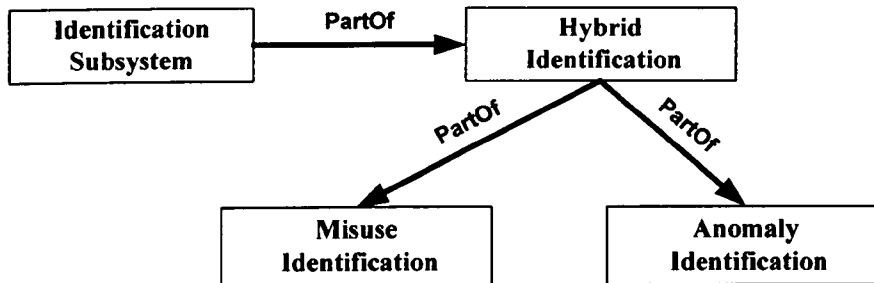 Identification
Subsystem
PartOf
Hybrid
Identification
PartOf
PartOf
Misuse
Identification
Anomaly
Identification